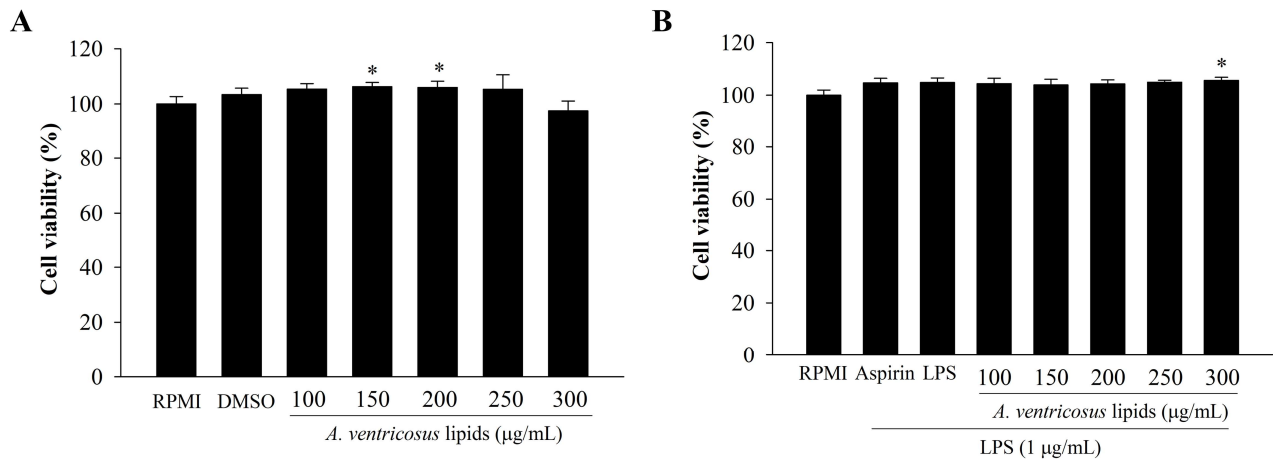 A
Cell viability (%)
120
100
80
60
40
20
0
* *
RPMI DMSO 100 150 200 250 300
A. ventricosus lipids (μg/mL)
B
Cell viability (%)
120
100
80
60
40
20
0
*
RPMI Aspirin LPS 100 150 200 250 300
A. ventricosus lipids (μg/mL)
LPS (1 μg/mL)